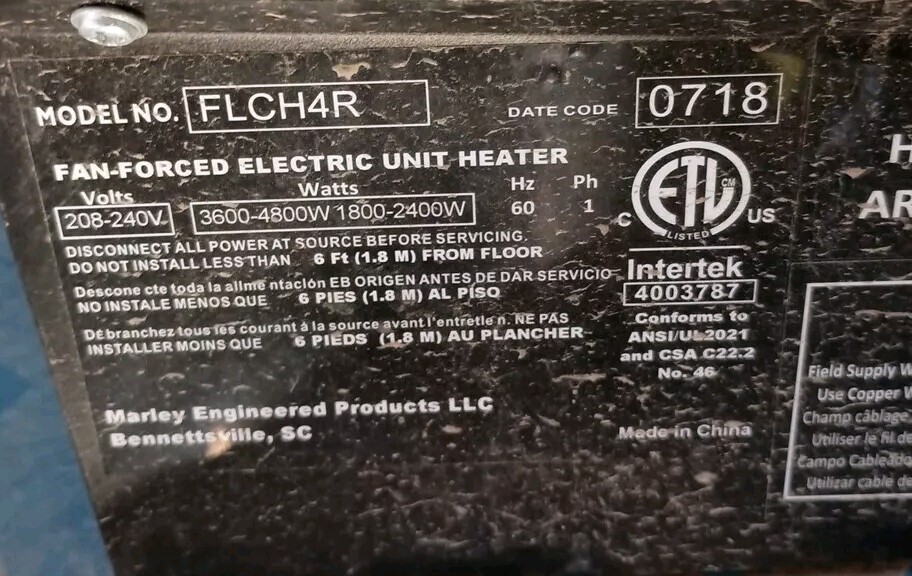 MODEL NO. FLCH4R
DATE CODE 0718
FAN-FORCED ELECTRIC UNIT HEATER
Volts Watts Hz Ph
208-240V 3600-4800W 1800-2400W 60 1
DISCONNECT ALL POWER AT SOURCE BEFORE SERVICING.
DO NOT INSTALL LESS THAN 6 Ft (1.8 M) FROM FLOOR
Descone cte toda la alime ntación EB ORIGEN ANTES DE DAR SERVICIO
NO INSTALE MENOS QUE 6 PIES (1.8 M) AL PISO
Dé branchez tous les courant à la source avant l'entretie n. NE PAS
INSTALLER MOINS QUE 6 PIEDS (1.8 M) AU PLANCHER
Marley Engineered Products LLC
Bennettsville, SC
ETL CM
C US
LISTED
Intertek
4003787
Conforms to
ANSI/UL2021
and CSA C22.2
No. 46
Made in China
H
AR
Field Supply W
Use Copper W
Champ câblage
Utiliser le fil de
Campo Cablead
Utilizar cable de